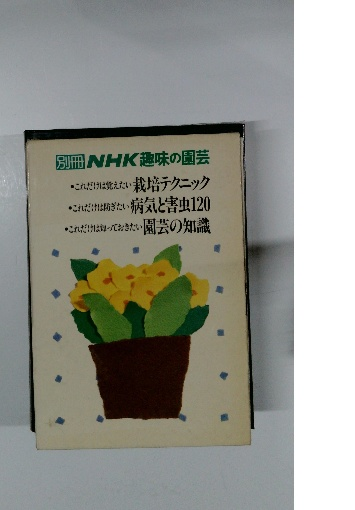 別冊NHK趣味の園芸
•これだけは覚えたい栽培テクニック
•これだけは防ぎたい病気と害虫120
•これだけは知っておきたい園芸の知識